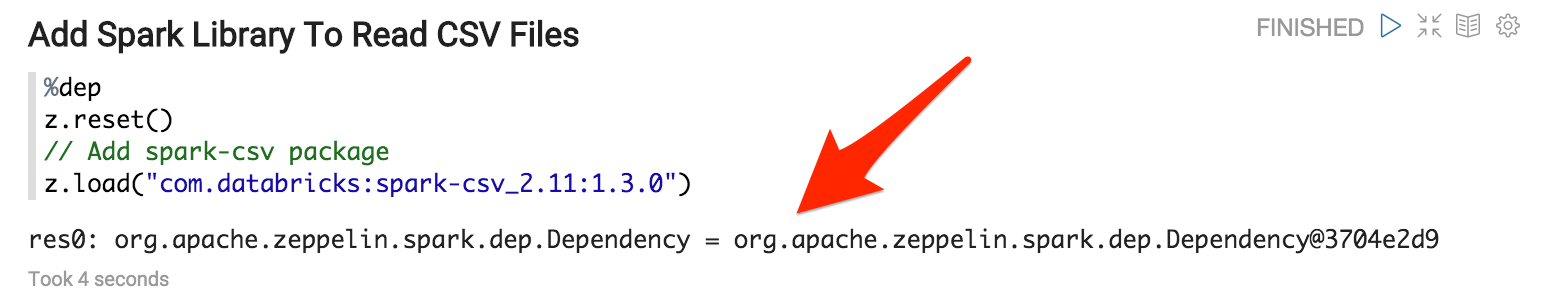 Add Spark Library To Read CSV Files
FINISHED
%dep
z.reset()
// Add spark-csv package
z.load("com.databricks:spark-csv_2.11:1.3.0")
res0: org.apache.zeppelin.spark.dep.Dependency = org.apache.zeppelin.spark.dep.Dependency@3704e2d9
Took 4 seconds